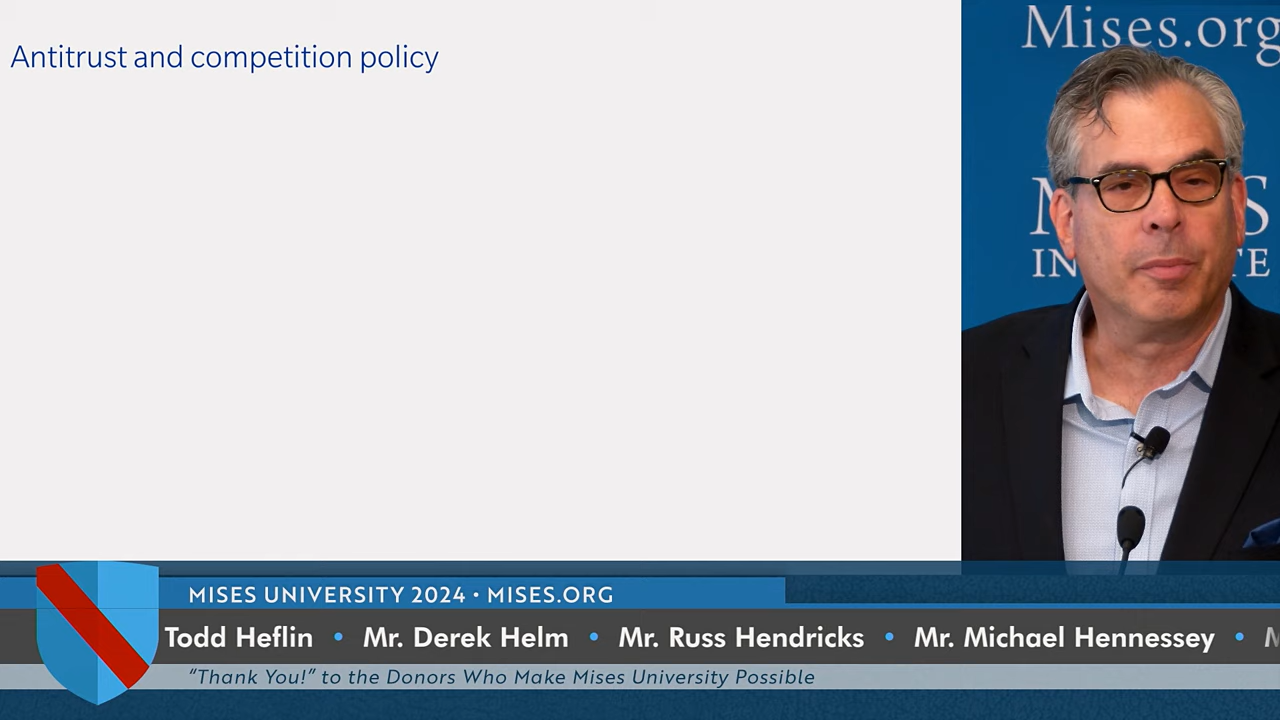 Antitrust and competition policy
Mises.org
MISES UNIVERSITY 2024 • MISES.ORG
Todd Heflin • Mr. Derek Helm • Mr. Russ Hendricks • Mr. Michael Hennessey •
“Thank You!” to the Donors Who Make Mises University Possible